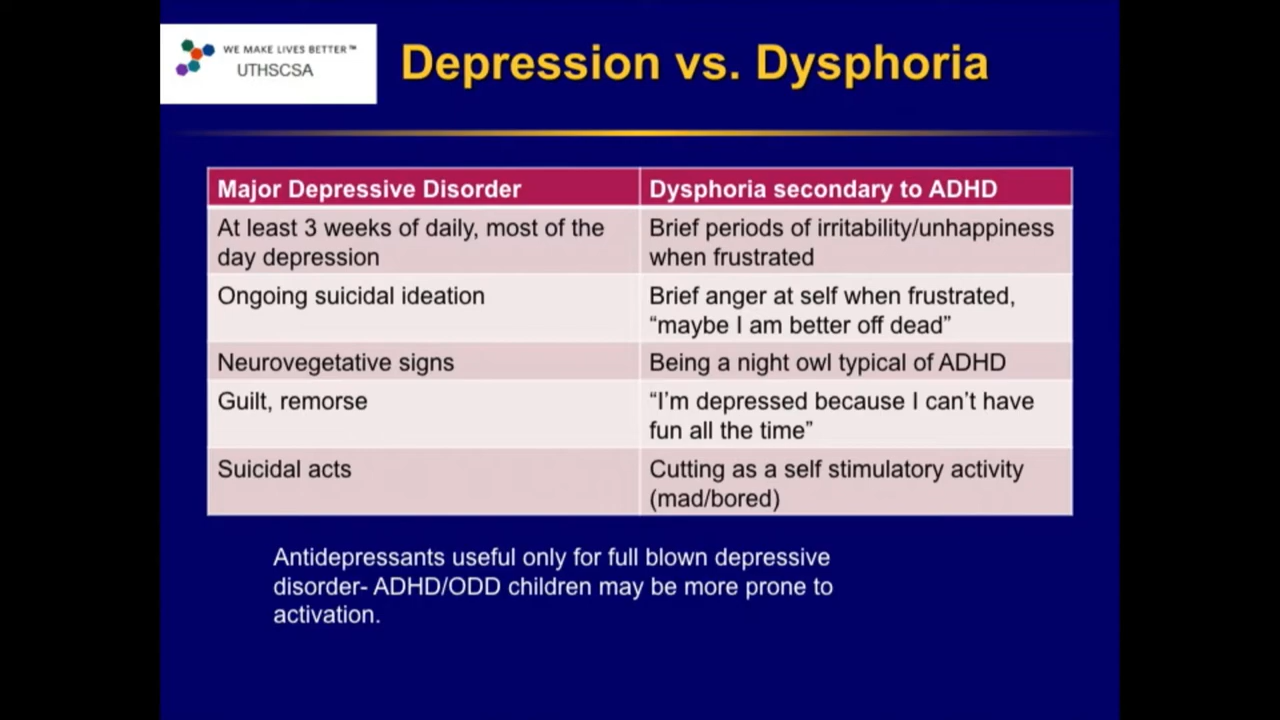 WE MAKE LIVES BETTER™
UTHSCSA
Depression vs. Dysphoria
Major Depressive Disorder
Dysphoria secondary to ADHD
At least 3 weeks of daily, most of the
day depression
Brief periods of irritability/unhappiness
when frustrated
Ongoing suicidal ideation
Brief anger at self when frustrated,
“maybe I am better off dead”
Neurovegetative signs
Being a night owl typical of ADHD
Guilt, remorse
“I’m depressed because I can’t have
fun all the time”
Suicidal acts
Cutting as a self stimulatory activity
(mad/bored)
Antidepressants useful only for full blown depressive
disorder- ADHD/ODD children may be more prone to
activation.